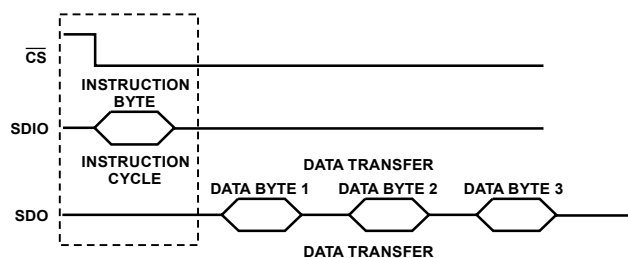 CS
INSTRUCTION
BYTE
SDIO
INSTRUCTION
CYCLE
DATA TRANSFER
DATA BYTE 1 DATA BYTE 2 DATA BYTE 3
SDO
DATA TRANSFER